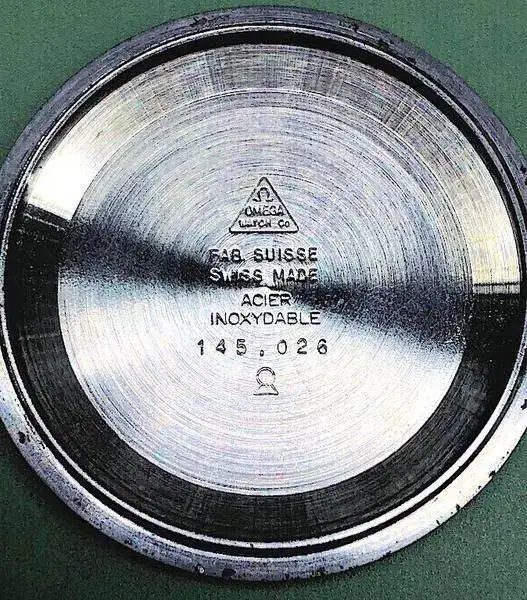 Ω
OMEGA
WATCH Co
FAB. SUISSE
SWISS MADE
ACIER
INOXYDABLE
145.026